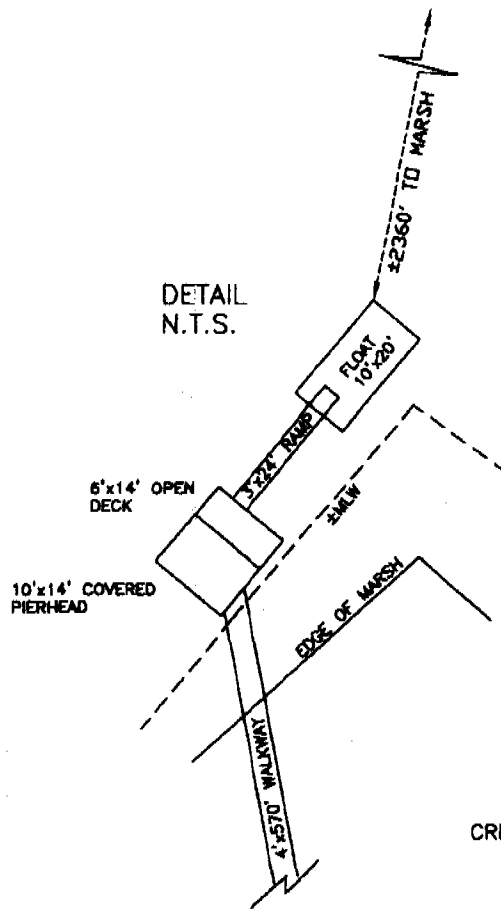 ±2360' TO MARSH
DETAIL
N.T.S.
FLOAT
10'x20'
3'x24' RAMP
6'x14' OPEN
DECK
±MLW
10'x14' COVERED
PIERHEAD
EDGE OF MARSH
4'x570' WALKWAY
CRE